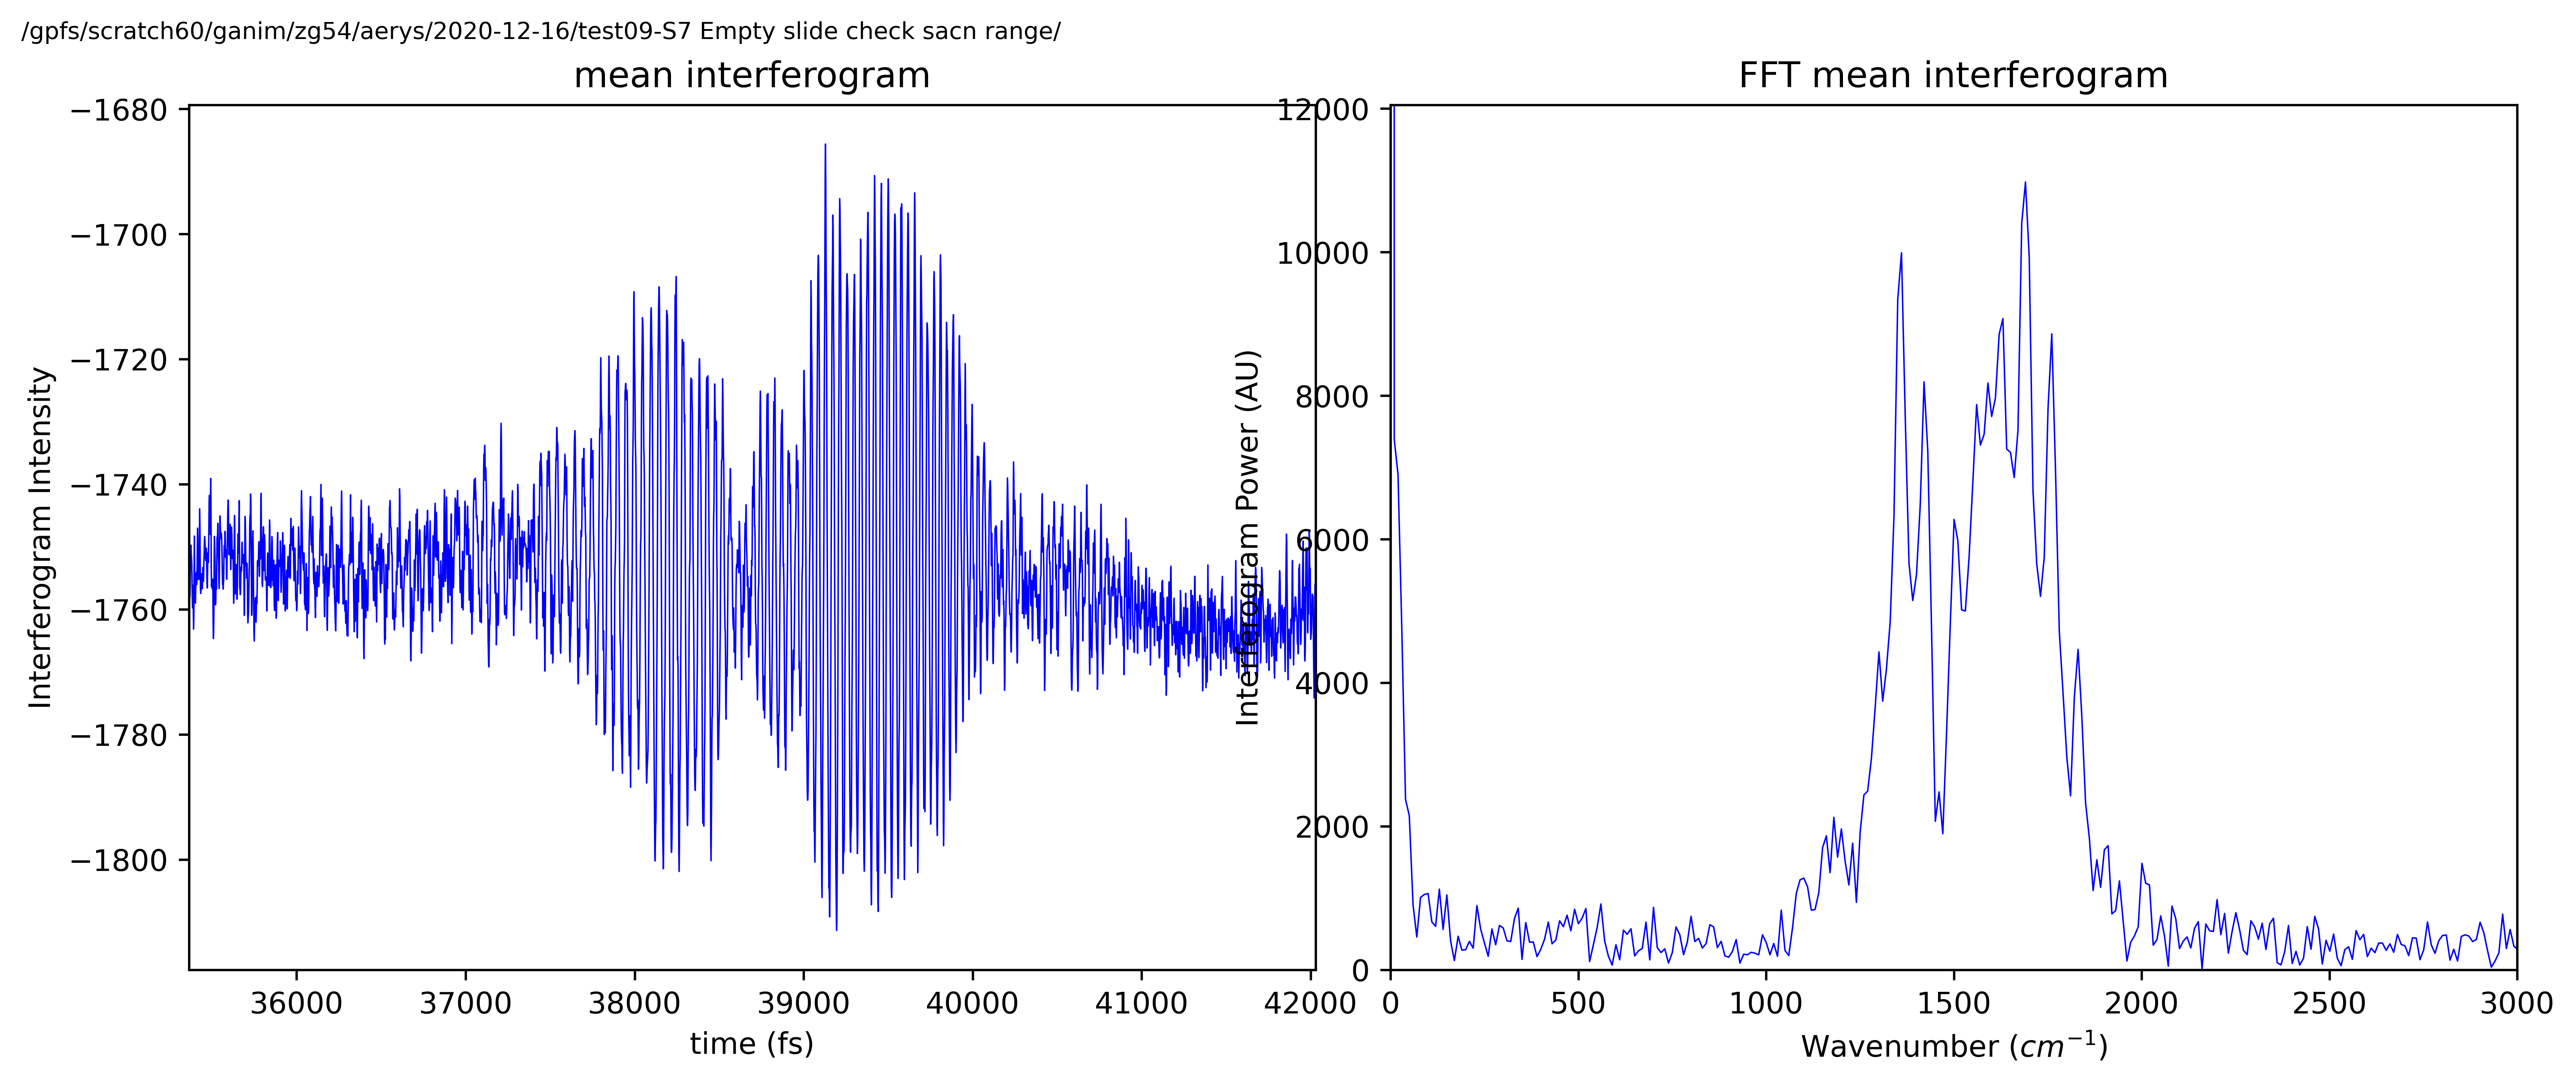 /gpfs/scratch60/ganim/zg54/aerys/2020-12-16/test09-S7 Empty slide check sacn range/
mean interferogram
Interferogram Intensity
−1680
−1700
−1720
−1740
−1760
−1780
−1800
36000 37000 38000 39000 40000 41000 42000
time (fs)
FFT mean interferogram
Interferogram Power (AU)
12000
10000
8000
6000
4000
2000
0
0 500 1000 1500 2000 2500 3000
Wavenumber (cm⁻¹)